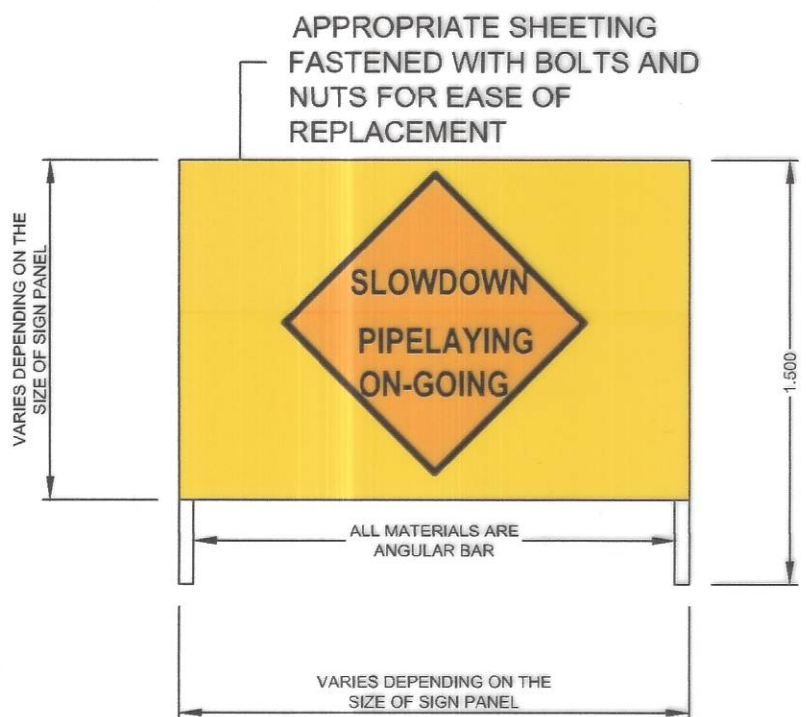 APPROPRIATE SHEETING
FASTENED WITH BOLTS AND
NUTS FOR EASE OF
REPLACEMENT
VARIES DEPENDING ON THE
SIZE OF SIGN PANEL
SLOWDOWN
PIPELAYING
ON-GOING
1.500
ALL MATERIALS ARE
ANGULAR BAR
VARIES DEPENDING ON THE
SIZE OF SIGN PANEL